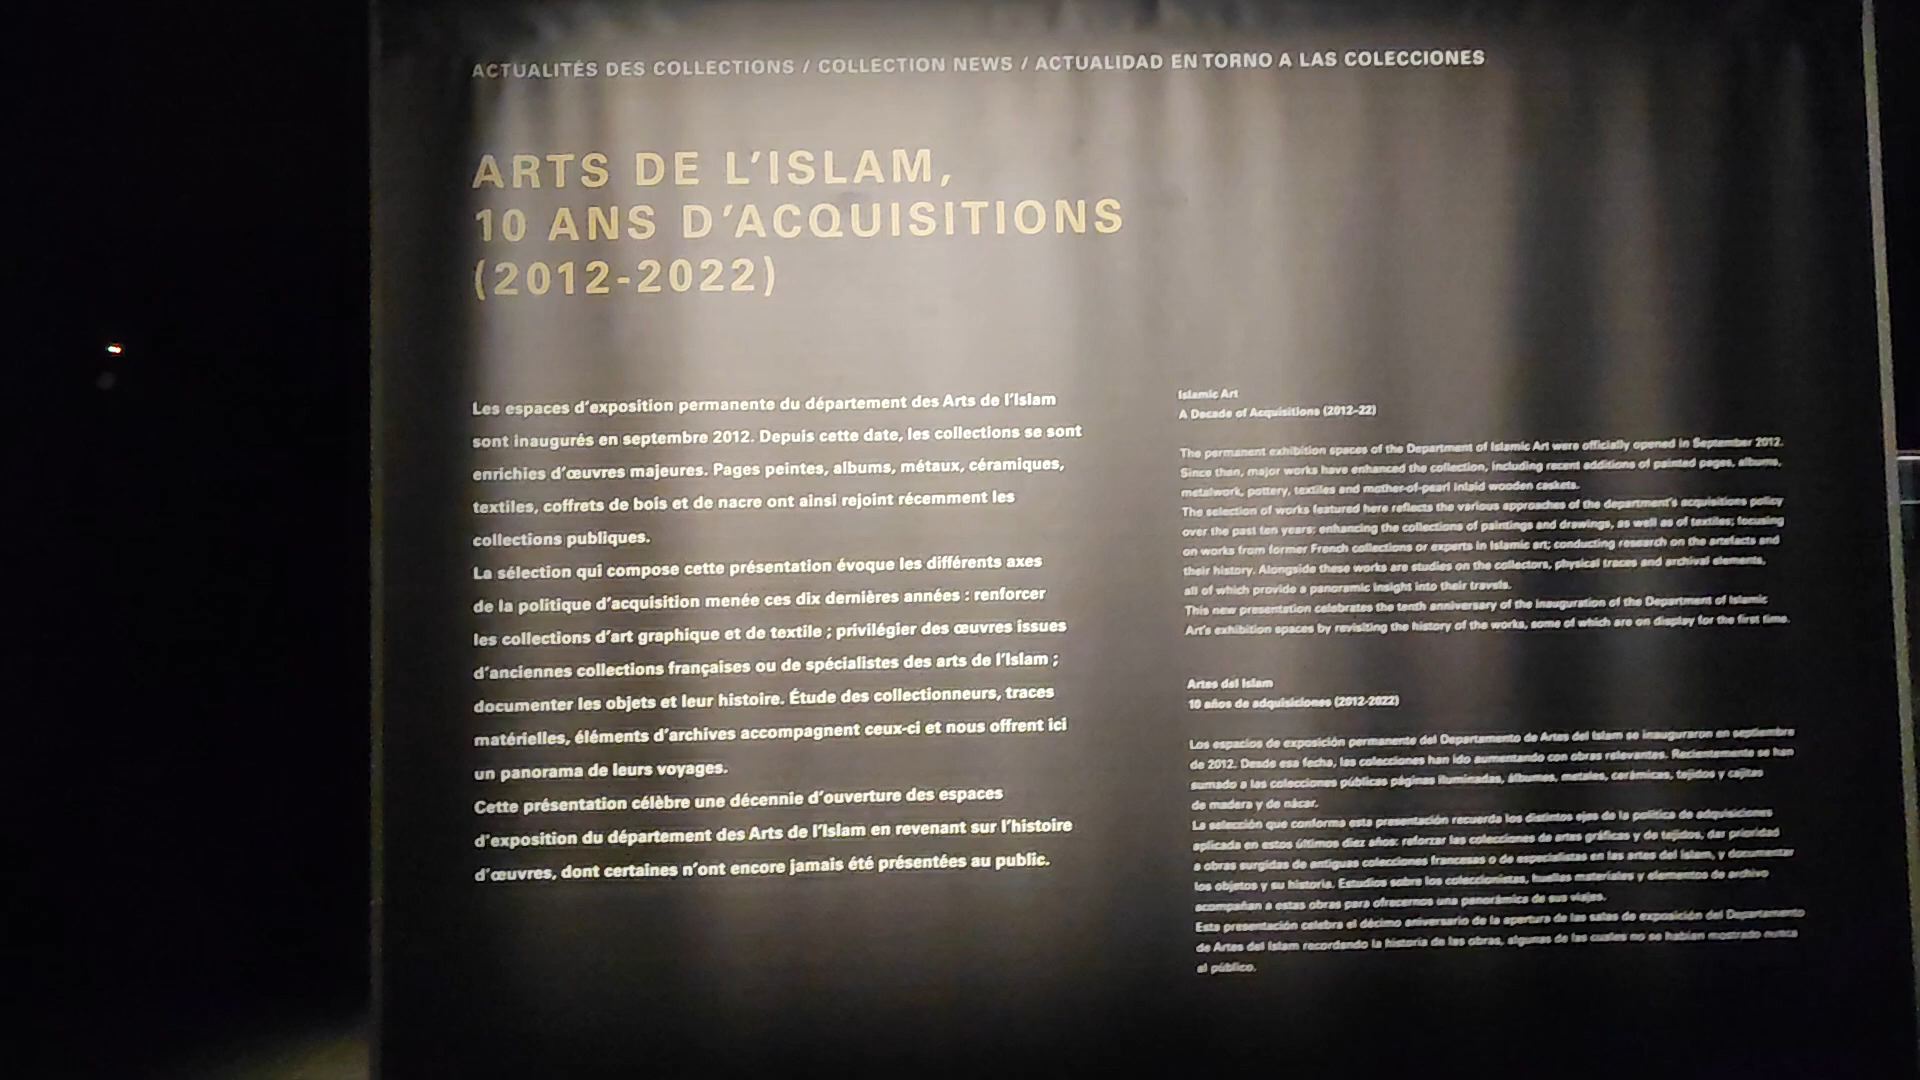 ACTUALITÉS DES COLLECTIONS / COLLECTION NEWS / ACTUALIDAD EN TORNO A LAS COLECCIONES
ARTS DE L'ISLAM,
10 ANS D'ACQUISITIONS
(2012-2022)
Les espaces d'exposition permanente du département des Arts de l'Islam
sont inaugurés en septembre 2012. Depuis cette date, les collections se sont
enrichies d'œuvres majeures. Pages peintes, albums, métaux, céramiques,
textiles, coffrets de bois et de nacre ont ainsi rejoint récemment les
collections publiques.
La sélection qui compose cette présentation évoque les différents axes
de la politique d'acquisition menée ces dix dernières années : renforcer
les collections d'art graphique et de textile ; privilégier des œuvres issues
d'anciennes collections françaises ou de spécialistes des arts de l'Islam ;
documenter les objets et leur histoire. Étude des collectionneurs, traces
matérielles, éléments d'archives accompagnent ceux-ci et nous offrent ici
un panorama de leurs voyages.
Cette présentation célèbre une décennie d'ouverture des espaces
d'exposition du département des Arts de l'Islam en revenant sur l'histoire
d'œuvres, dont certaines n'ont encore jamais été présentées au public.
Islamic Art
A Decade of Acquisitions (2012–22)
The permanent exhibition spaces of the Department of Islamic Art were officially opened in September 2012.
Since then, major works have enhanced the collection, including recent additions of painted pages, albums,
metalwork, pottery, textiles and mother-of-pearl inlaid wooden caskets.
The selection of works featured here reflects the various approaches of the department's acquisitions policy
over the past ten years: enhancing the collections of paintings and drawings, as well as of textiles; focusing
on works from former French collections or experts in Islamic art; conducting research on the artefacts and
their history. Alongside these works are studies on the collectors, physical traces and archival elements,
all of which provide a panoramic insight into their travels.
This new presentation celebrates the tenth anniversary of the inauguration of the Department of Islamic
Art's exhibition spaces by revisiting the history of the works, some of which are on display for the first time.
Artes del Islam
10 años de adquisiciones (2012-2022)
Los espacios de exposición permanente del Departamento de Artes del Islam se inauguraron en septiembre
de 2012. Desde esa fecha, las colecciones han ido aumentando con obras relevantes. Recientemente se han
sumado a las colecciones públicas páginas iluminadas, álbumes, metales, cerámicas, tejidos y cajitas
de madera y de nácar.
La selección que conforma esta presentación recuerda los distintos ejes de la política de adquisiciones
aplicada en estos últimos diez años: reforzar las colecciones de artes gráficas y de tejidos, dar prioridad
a obras surgidas de antiguas colecciones francesas o de especialistas en las artes del Islam, y documentar
los objetos y su historia. Estudios sobre los coleccionistas, huellas materiales y elementos de archivo
acompañan a estas obras para ofrecernos una panorámica de sus viajes.
Esta presentación celebra el décimo aniversario de la apertura de las salas de exposición del Departamento
de Artes del Islam recordando la historia de las obras, algunas de las cuales no se habían mostrado nunca
al público.